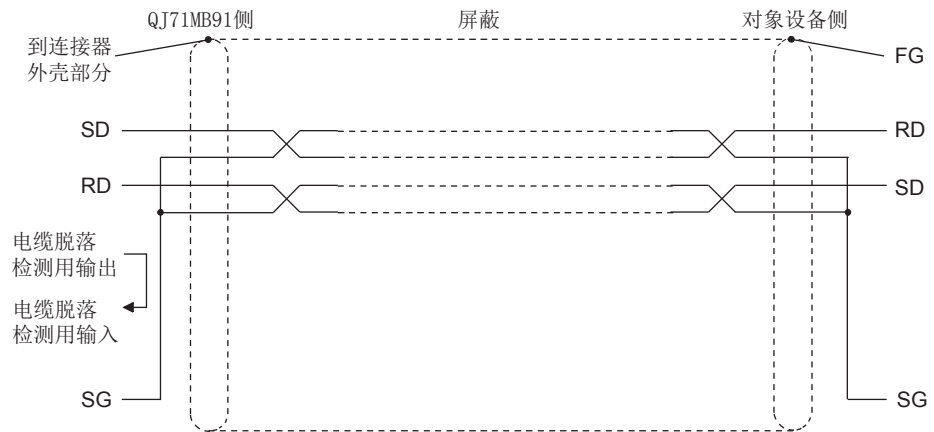 QJ71MB91侧
屏蔽
对象设备侧
到连接器
外壳部分
FG
SD
RD
RD
SD
电缆脱落
检测用输出
电缆脱落
检测用输入
SG
SG